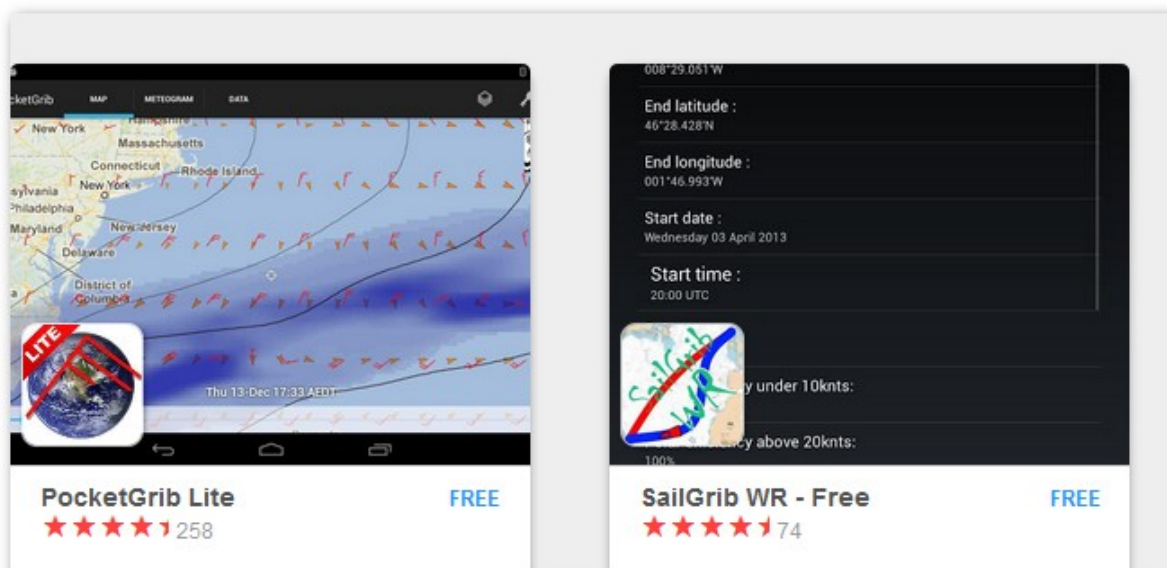 cketGrib MAP METEOGRAM DATA
New York Hampshire
Massachusetts
Connecticut Rhode Island
sylvania New York
Philadelphia
Maryland New Jersey
Delaware
District of
Columbia
LITE
Thu 13-Dec 17:33 AEDT
PocketGrib Lite FREE
258
008°29.051'W
End latitude :
46°28.428'N
End longitude :
001°46.993'W
Start date :
Wednesday 03 April 2013
Start time :
20:00 UTC
SailGrib
WR
y under 10knts:
cy above 20knts:
100%
SailGrib WR - Free FREE
74